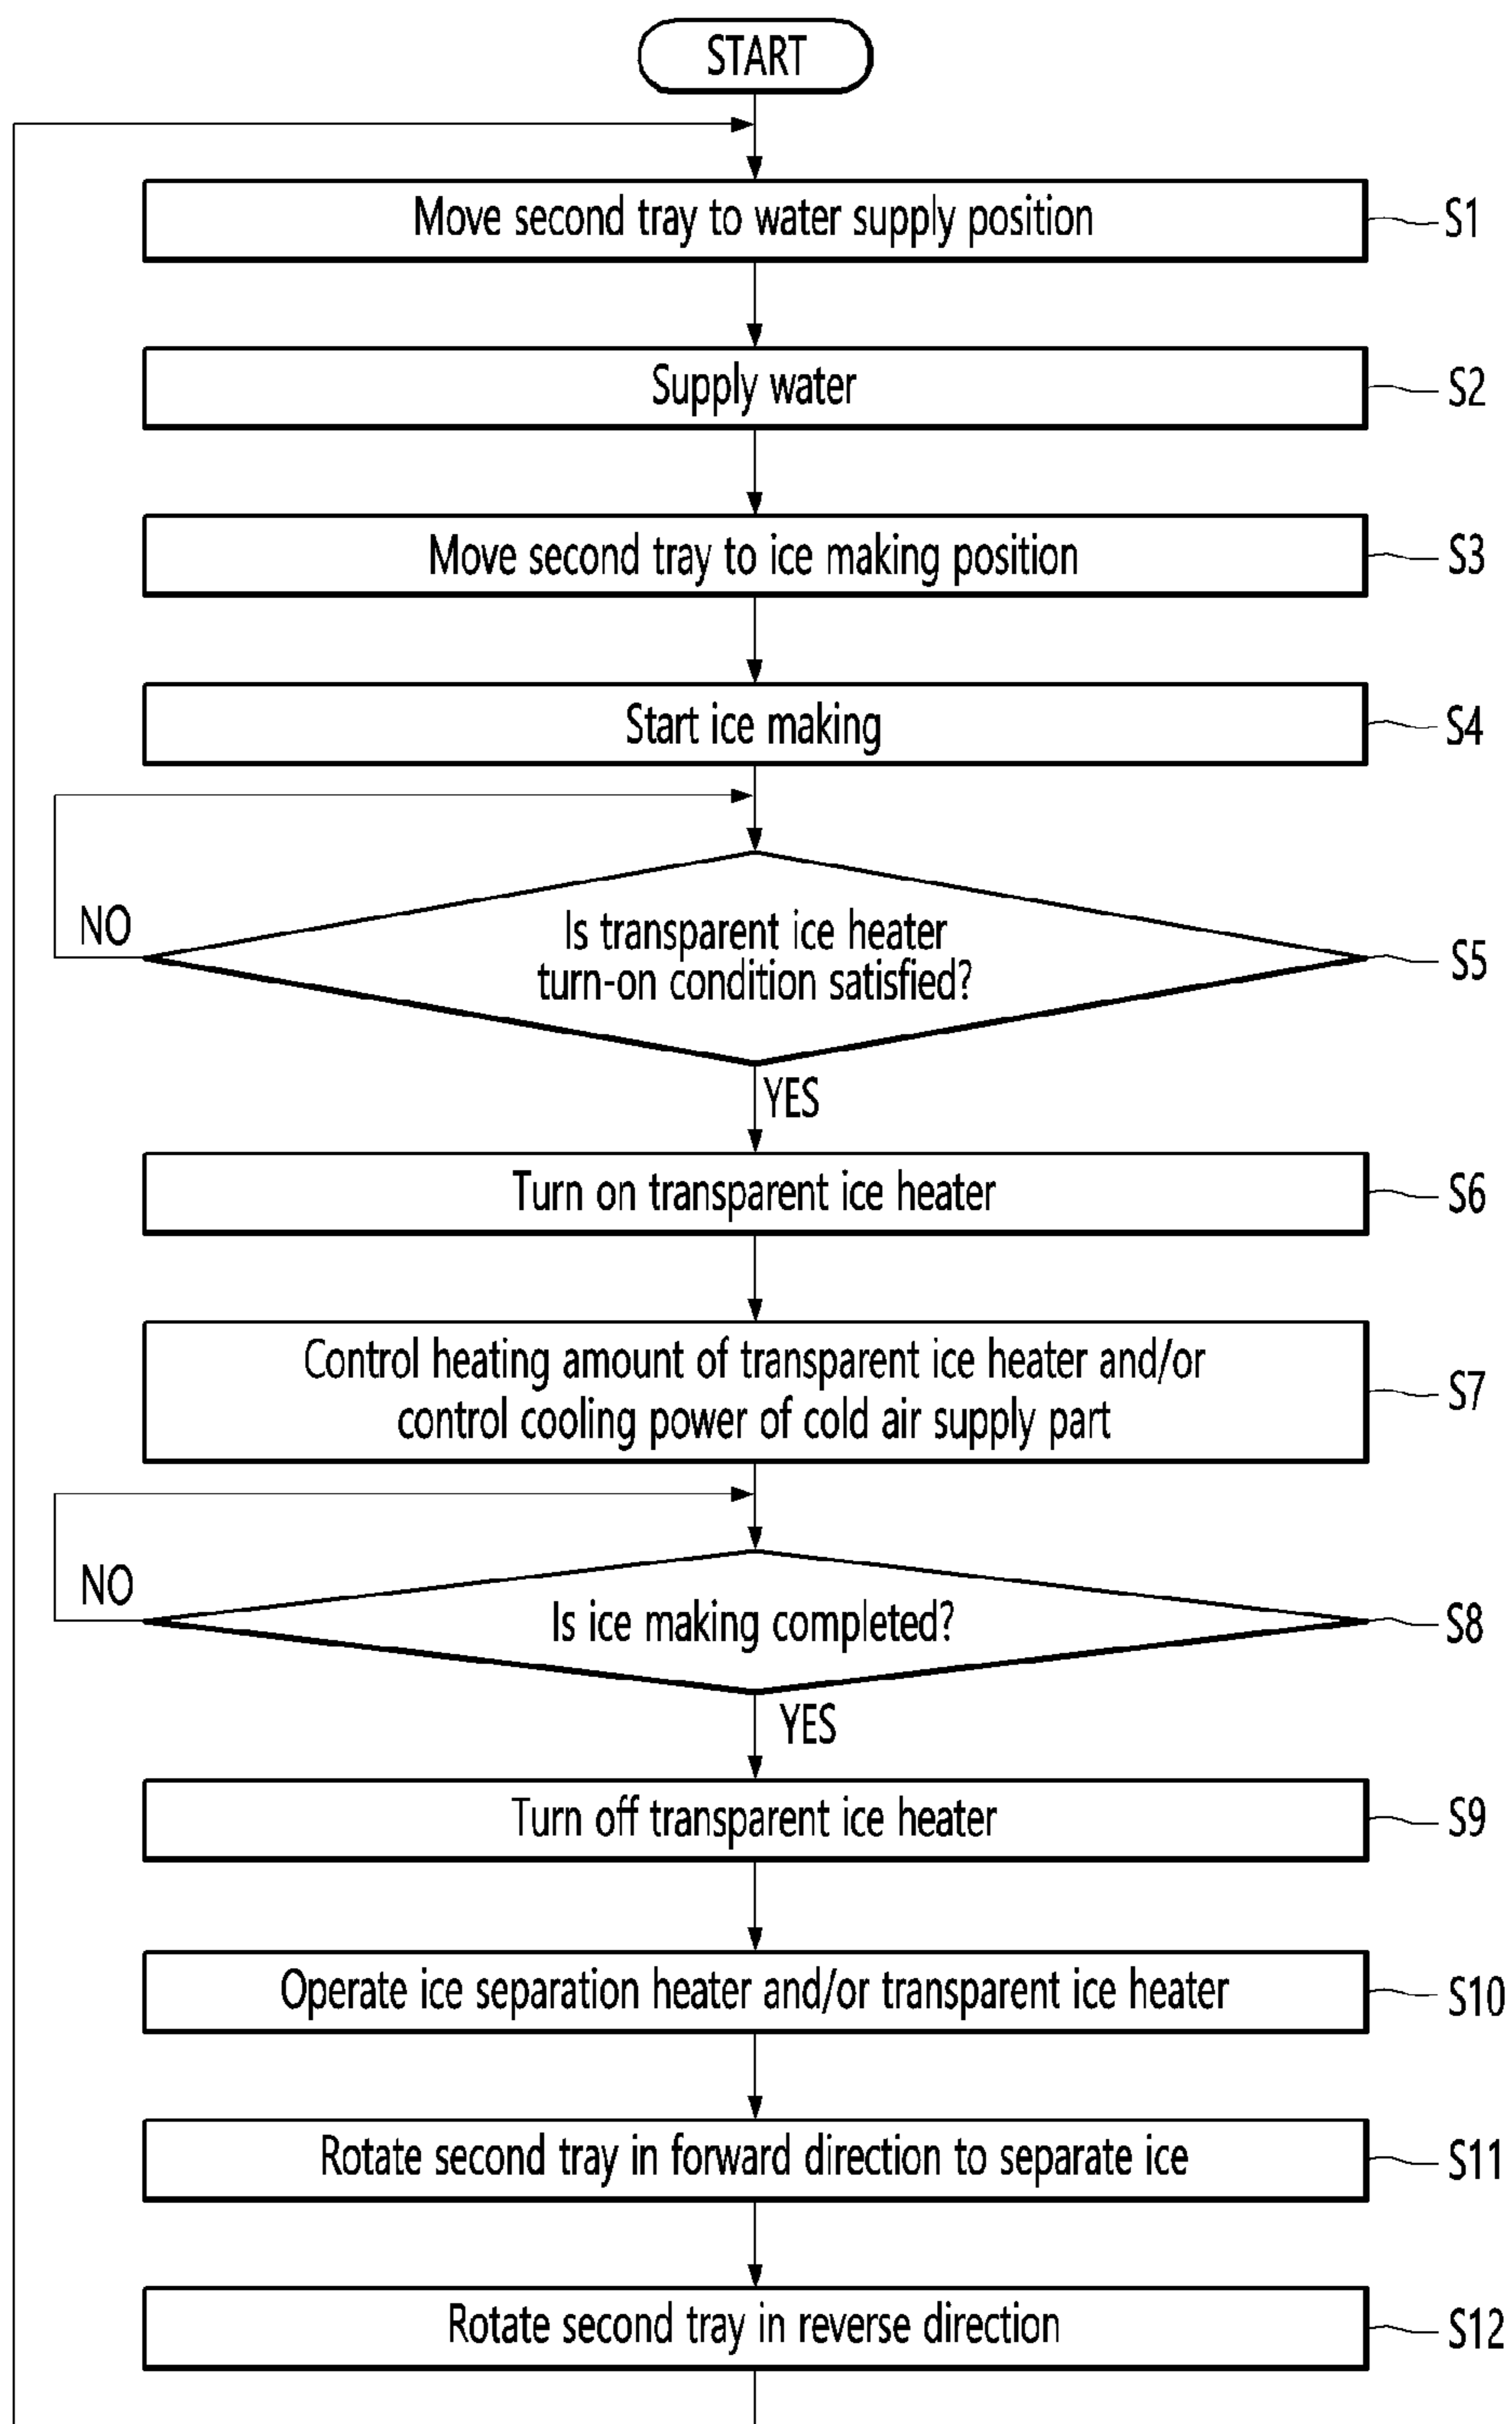 START
Move second tray to water supply position
S1
Supply water
S2
Move second tray to ice making position
S3
Start ice making
S4
NO
Is transparent ice heater
turn-on condition satisfied?
S5
YES
Turn on transparent ice heater
S6
Control heating amount of transparent ice heater and/or
control cooling power of cold air supply part
S7
NO
Is ice making completed?
S8
YES
Turn off transparent ice heater
S9
Operate ice separation heater and/or transparent ice heater
S10
Rotate second tray in forward direction to separate ice
S11
Rotate second tray in reverse direction
S12